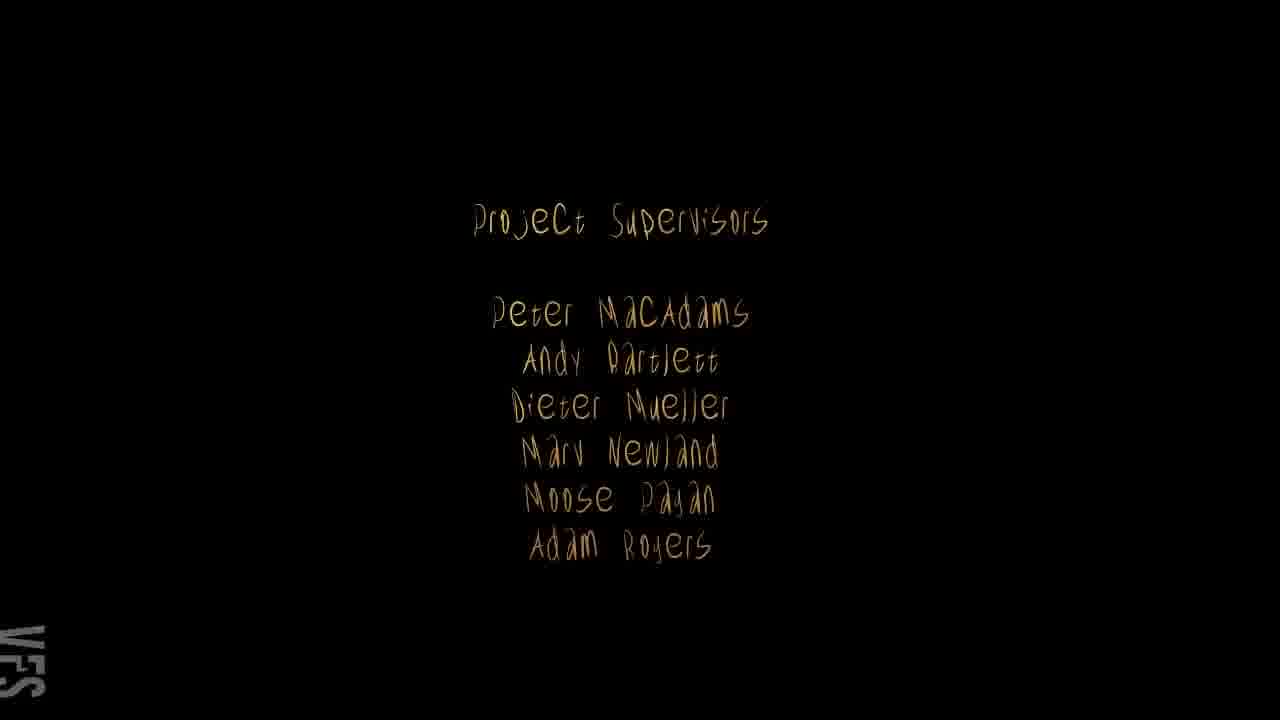 Project Supervisors
Peter MacAdams
Andy Bartlett
Dieter Mueller
Marv Newland
Moose Pagan
Adam Rogers
VFS